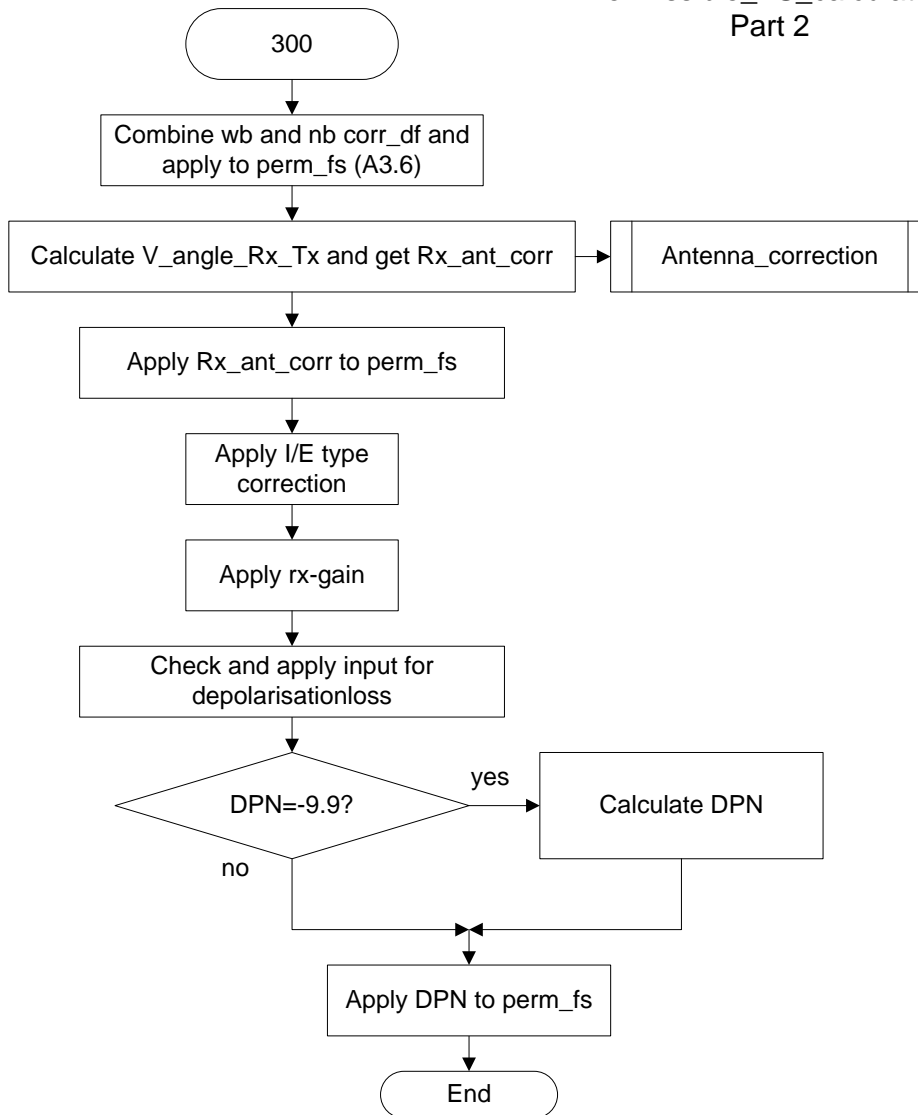 Part 2
300
Combine wb and nb corr_df and
apply to perm_fs (A3.6)
Calculate V_angle_Rx_Tx and get Rx_ant_corr
Antenna_correction
Apply Rx_ant_corr to perm_fs
Apply I/E type
correction
Apply rx-gain
Check and apply input for
depolarisationloss
DPN=-9.9?
yes
Calculate DPN
no
Apply DPN to perm_fs
End